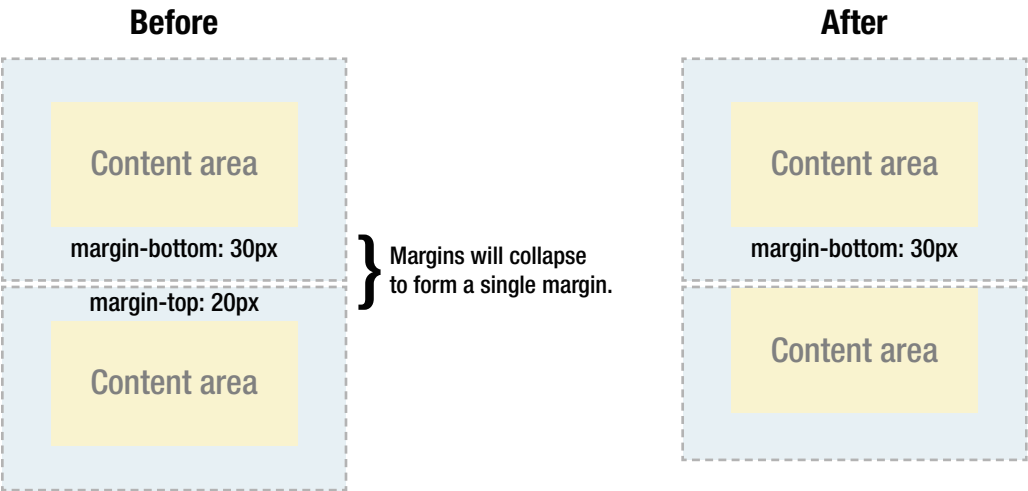 Before
After
Content area
margin-bottom: 30px
margin-top: 20px
Content area
Margins will collapse
to form a single margin.
Content area
margin-bottom: 30px
Content area